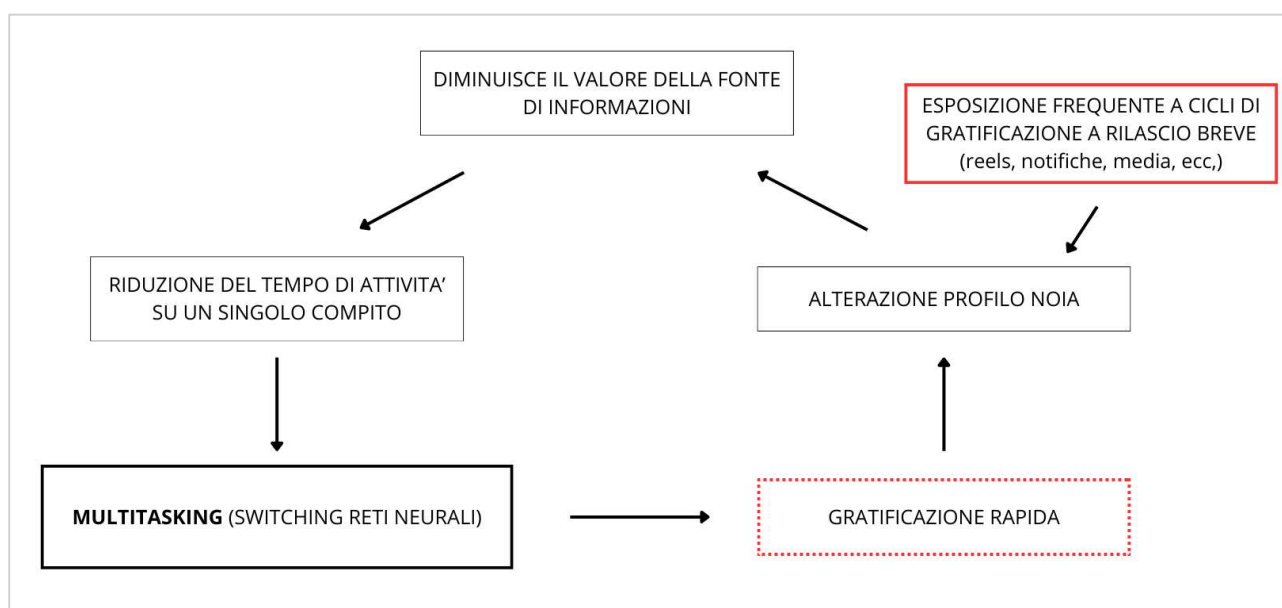 DIMINUISCE IL VALORE DELLA FONTE
DI INFORMAZIONI
ESPOSIZIONE FREQUENTE A CICLI DI
GRATIFICAZIONE A RILASCIO BREVE
(reels, notifiche, media, ecc,)
RIDUZIONE DEL TEMPO DI ATTIVITA’
SU UN SINGOLO COMPITO
ALTERAZIONE PROFILO NOIA
MULTITASKING (SWITCHING RETI NEURALI)
GRATIFICAZIONE RAPIDA